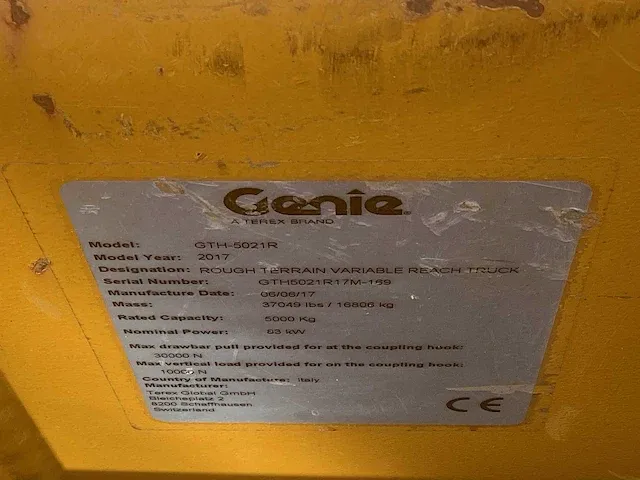 Genie
A TEREX BRAND
Model: GTH-5021R
Model Year: 2017
Designation: ROUGH TERRAIN VARIABLE REACH TRUCK
Serial Number: GTH5021R17M-169
Manufacture Date: 06/06/17
Mass: 37049 lbs / 16806 kg
Rated Capacity: 5000 Kg
Nominal Power: 83 kW
Max drawbar pull provided for at the coupling huok:
30000 N
Max vertical load provided for on the coupling hook:
10000 N
Country of Manufacture: Italy
Manufacturer:
Terex Global GmbH
Bleicheplatz 2
8200 Schaffhausen
Switzerland
CE